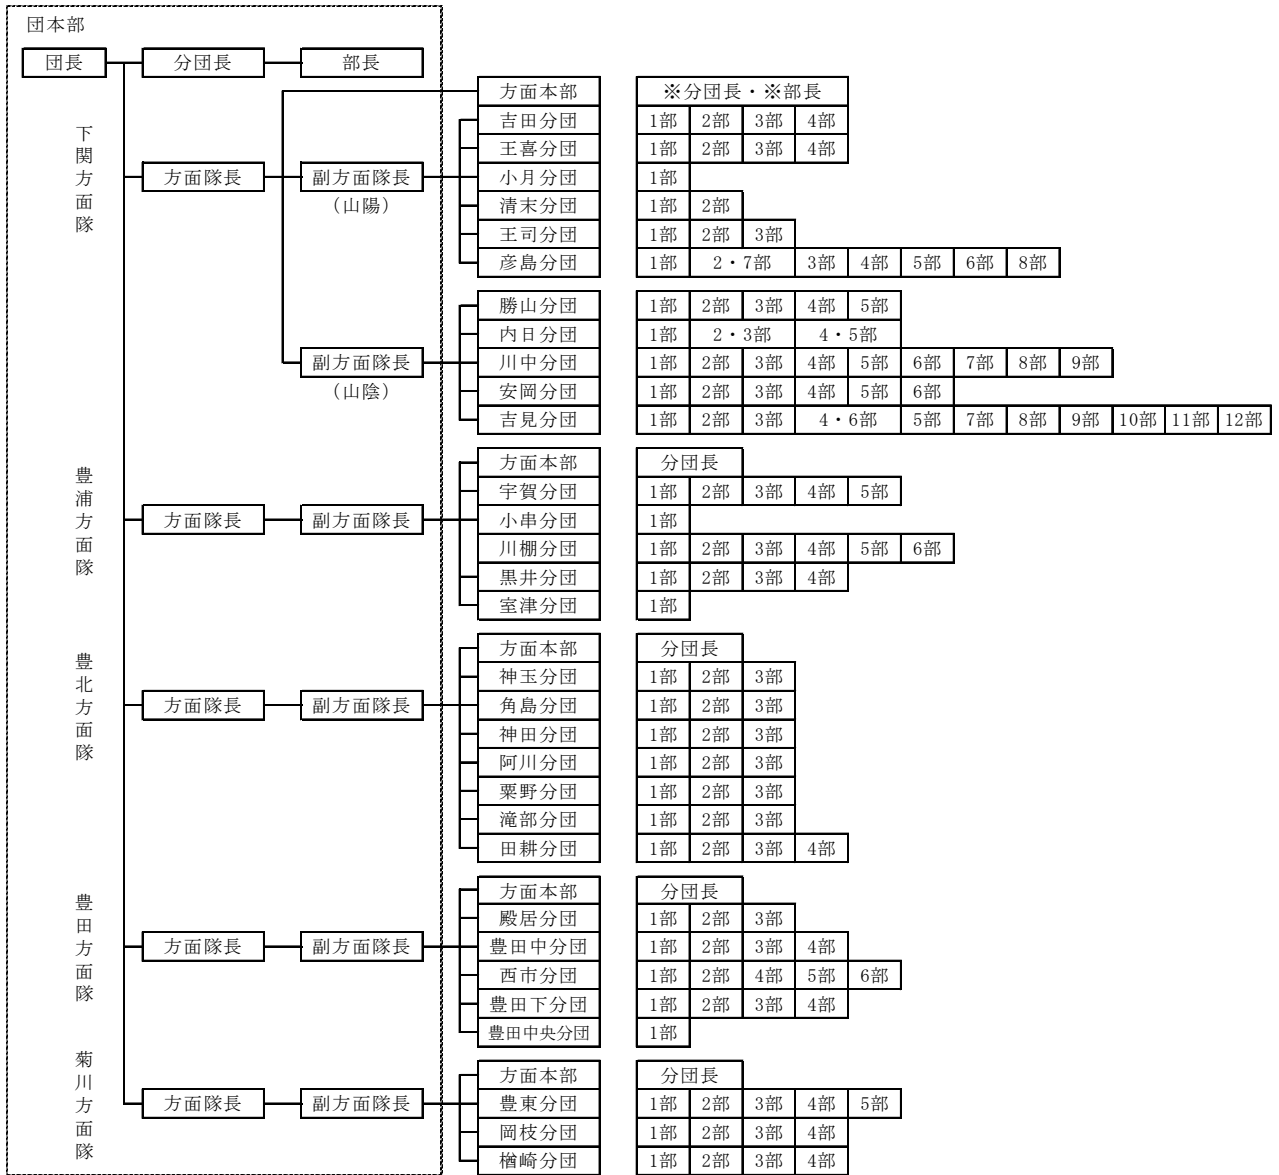 団本部
団長 分団長 部長
下関方面隊
方面本部 ※分団長・※部長
吉田分団 1部 2部 3部 4部
王喜分団 1部 2部 3部 4部
方面隊長 副方面隊長 小月分団 1部
(山陽) 清末分団 1部 2部
王司分団 1部 2部 3部
彦島分団 1部 2・7部 3部 4部 5部 6部 8部
勝山分団 1部 2部 3部 4部 5部
内日分団 1部 2・3部 4・5部
副方面隊長 川中分団 1部 2部 3部 4部 5部 6部 7部 8部 9部
(山陰) 安岡分団 1部 2部 3部 4部 5部 6部
吉見分団 1部 2部 3部 4・6部 5部 7部 8部 9部 10部 11部 12部
豊浦方面隊
方面本部 分団長
宇賀分団 1部 2部 3部 4部 5部
方面隊長 副方面隊長 小串分団 1部
川棚分団 1部 2部 3部 4部 5部 6部
黒井分団 1部 2部 3部 4部
室津分団 1部
豊北方面隊
方面本部 分団長
神玉分団 1部 2部 3部
方面隊長 副方面隊長 角島分団 1部 2部 3部
神田分団 1部 2部 3部
阿川分団 1部 2部 3部
粟野分団 1部 2部 3部
滝部分団 1部 2部 3部
田耕分団 1部 2部 3部 4部
豊田方面隊
方面本部 分団長
殿居分団 1部 2部 3部
方面隊長 副方面隊長 豊田中分団 1部 2部 3部 4部
西市分団 1部 2部 4部 5部 6部
豊田下分団 1部 2部 3部 4部
豊田中央分団 1部
菊川方面隊
方面本部 分団長
方面隊長 副方面隊長 豊東分団 1部 2部 3部 4部 5部
岡枝分団 1部 2部 3部 4部
楢崎分団 1部 2部 3部 4部